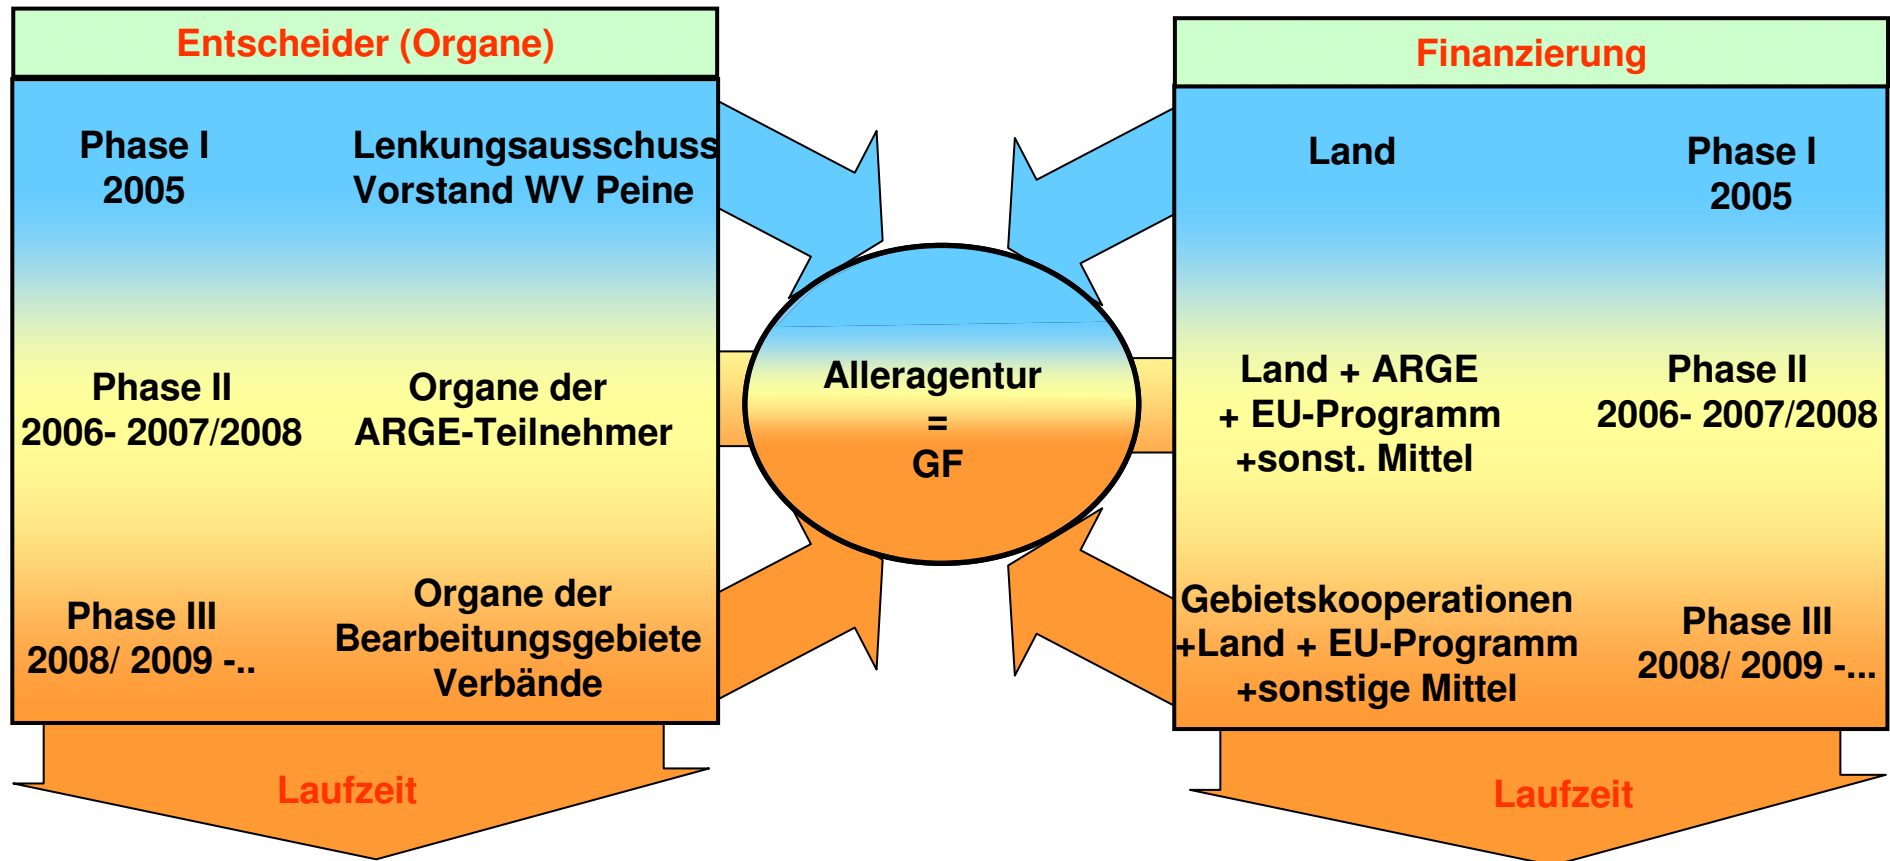 Entscheider (Organe)
Phase I
2005
Lenkungsausschuss
Vorstand WV Peine
Phase II
2006- 2007/2008
Organe der
ARGE-Teilnehmer
Phase III
2008/ 2009 -..
Organe der
Bearbeitungsgebiete
Verbände
Laufzeit
Alleragentur
=
GF
Finanzierung
Land
Phase I
2005
Land + ARGE
+ EU-Programm
+sonst. Mittel
Phase II
2006- 2007/2008
Gebietskooperationen
+Land + EU-Programm
+sonstige Mittel
Phase III
2008/ 2009 -...
Laufzeit